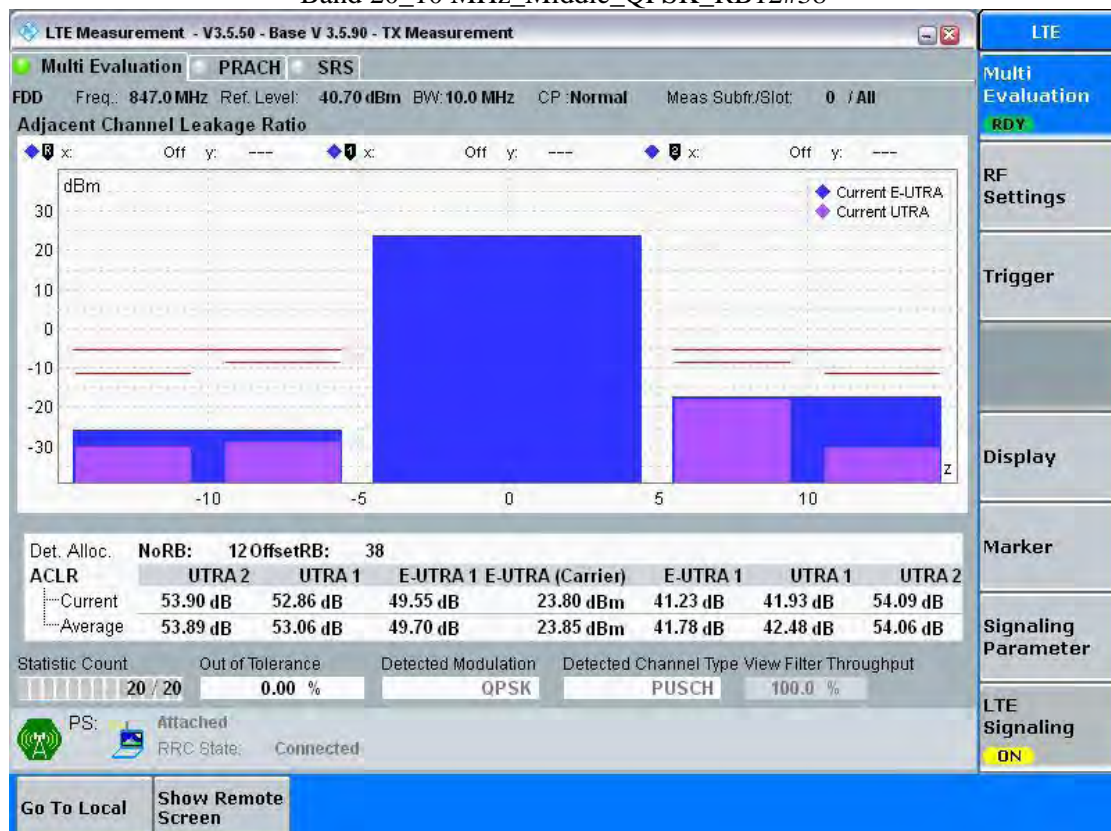 LTE Measurement - V3.5.50 - Base V 3.5.90 - TX Measurement
LTE
Multi Evaluation PRACH SRS
Multi
Evaluation
RDY
FDD Freq.: 847.0 MHz Ref. Level: 40.70 dBm BW: 10.0 MHz CP :Normal Meas Subfr./Slot: 0 / All
Adjacent Channel Leakage Ratio
R x: Off y: --- 1 x: Off y: --- 2 x: Off y: ---
dBm
Current E-UTRA
Current UTRA
30
20
10
0
-10
-20
-30
z
-10 -5 0 5 10
RF
Settings
Trigger
Display
Marker
Signaling
Parameter
LTE
Signaling
ON
Det. Alloc. NoRB: 12 OffsetRB: 38
ACLR UTRA 2 UTRA 1 E-UTRA 1 E-UTRA (Carrier) E-UTRA 1 UTRA 1 UTRA 2
Current 53.90 dB 52.86 dB 49.55 dB 23.80 dBm 41.23 dB 41.93 dB 54.09 dB
Average 53.89 dB 53.06 dB 49.70 dB 23.85 dBm 41.78 dB 42.48 dB 54.06 dB
Statistic Count Out of Tolerance Detected Modulation Detected Channel Type View Filter Throughput
20 / 20 0.00 % QPSK PUSCH 100.0 %
PS: Attached
RRC State: Connected
Go To Local
Show Remote
Screen